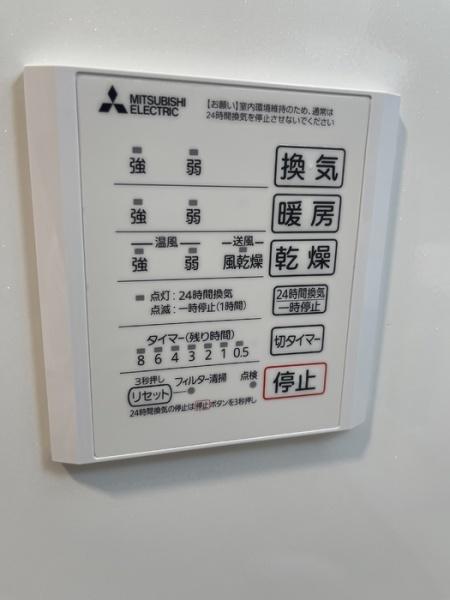 MITSUBISHI
ELECTRIC
【お願い】室内環境維持のため、通常は
24時間換気を停止させないでください
強 弱 換気
強 弱 暖房
温風 送風
強 弱 風乾燥 乾燥
点灯:24時間換気
点滅:一時停止(1時間)
24時間換気
一時停止
タイマー(残り時間)
8 6 4 3 2 1 0.5
切タイマー
3秒押し
リセット フィルター清掃 点検
停止
24時間換気の停止は停止ボタンを3秒押し